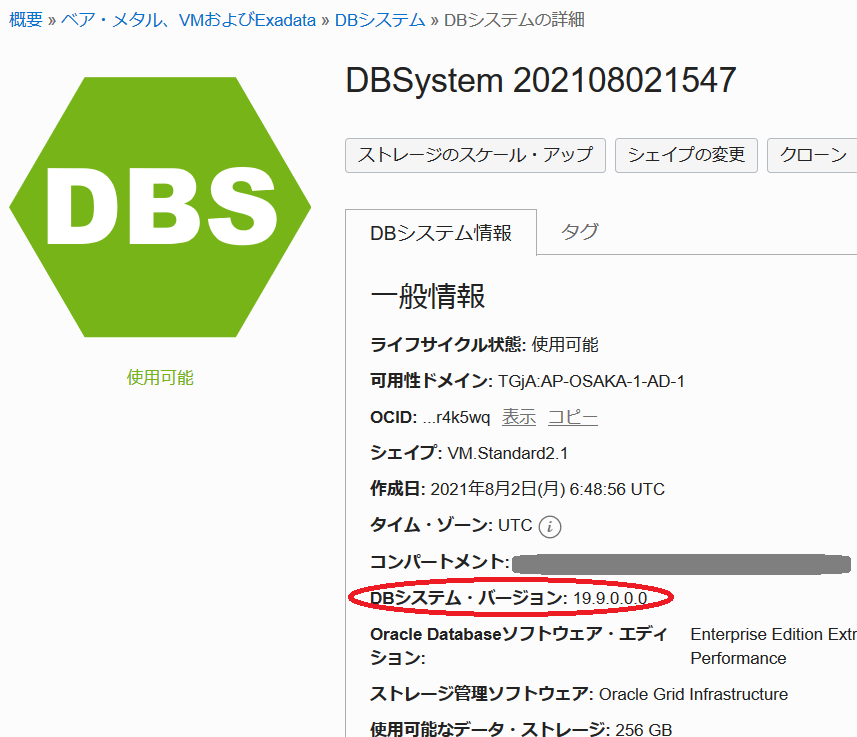 概要 » ベア・メタル、VMおよびExadata » DBシステム » DBシステムの詳細
DBS
使用可能
DBSystem 202108021547
ストレージのスケール・アップ シェイプの変更 クローン
DBシステム情報 タグ
一般情報
ライフサイクル状態: 使用可能
可用性ドメイン: TGjA:AP-OSAKA-1-AD-1
OCID: ...r4k5wq 表示 コピー
シェイプ: VM.Standard2.1
作成日: 2021年8月2日(月) 6:48:56 UTC
タイム・ゾーン: UTC i
コンパートメント:
DBシステム・バージョン: 19.9.0.0.0
Oracle Databaseソフトウェア・エディ
ション:
Enterprise Edition Extr
Performance
ストレージ管理ソフトウェア: Oracle Grid Infrastructure
使用可能なデータ・ストレージ: 256 GB